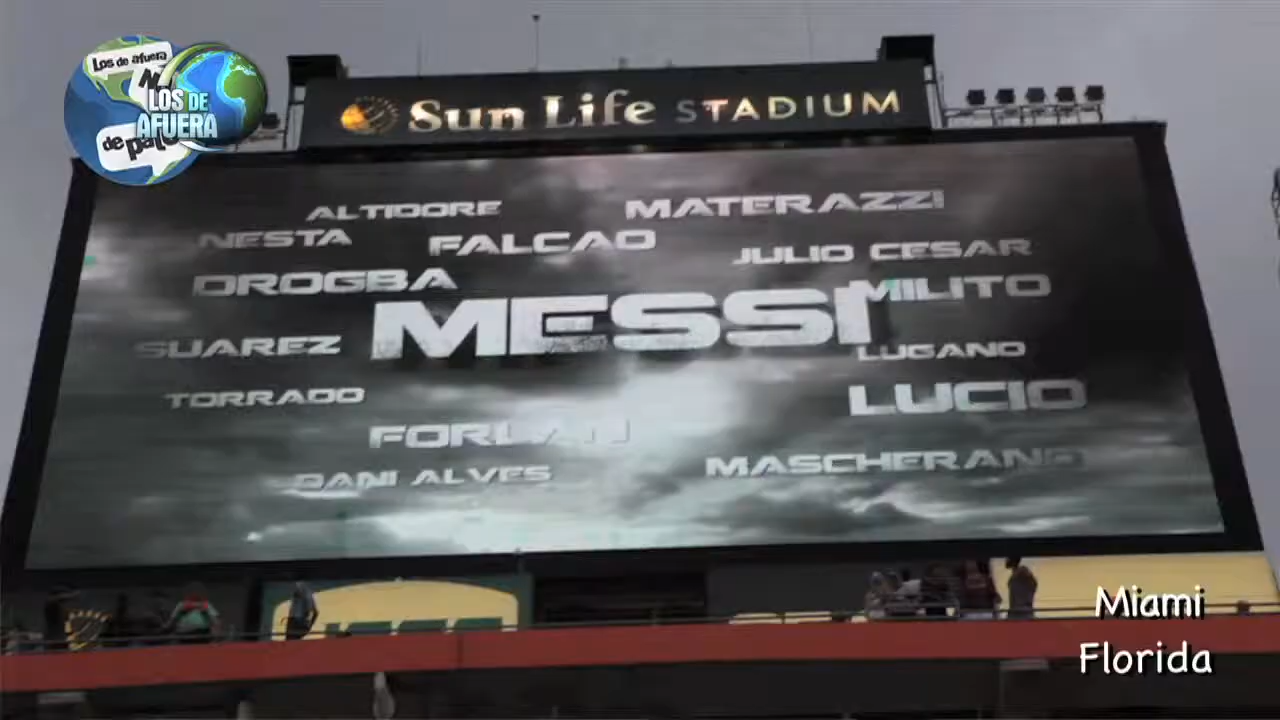 Los de afuera
LOS DE
AFUERA
Sun Life STADIUM
ALTIDORE MATERAZZI
NESTA FALCAO JULIO CESAR
DROGBA MILITO
MESSI
SUAREZ LUGANO
TORRADO LUCIO
FORLAN
DANI ALVES MASCHERANO
Miami
Florida